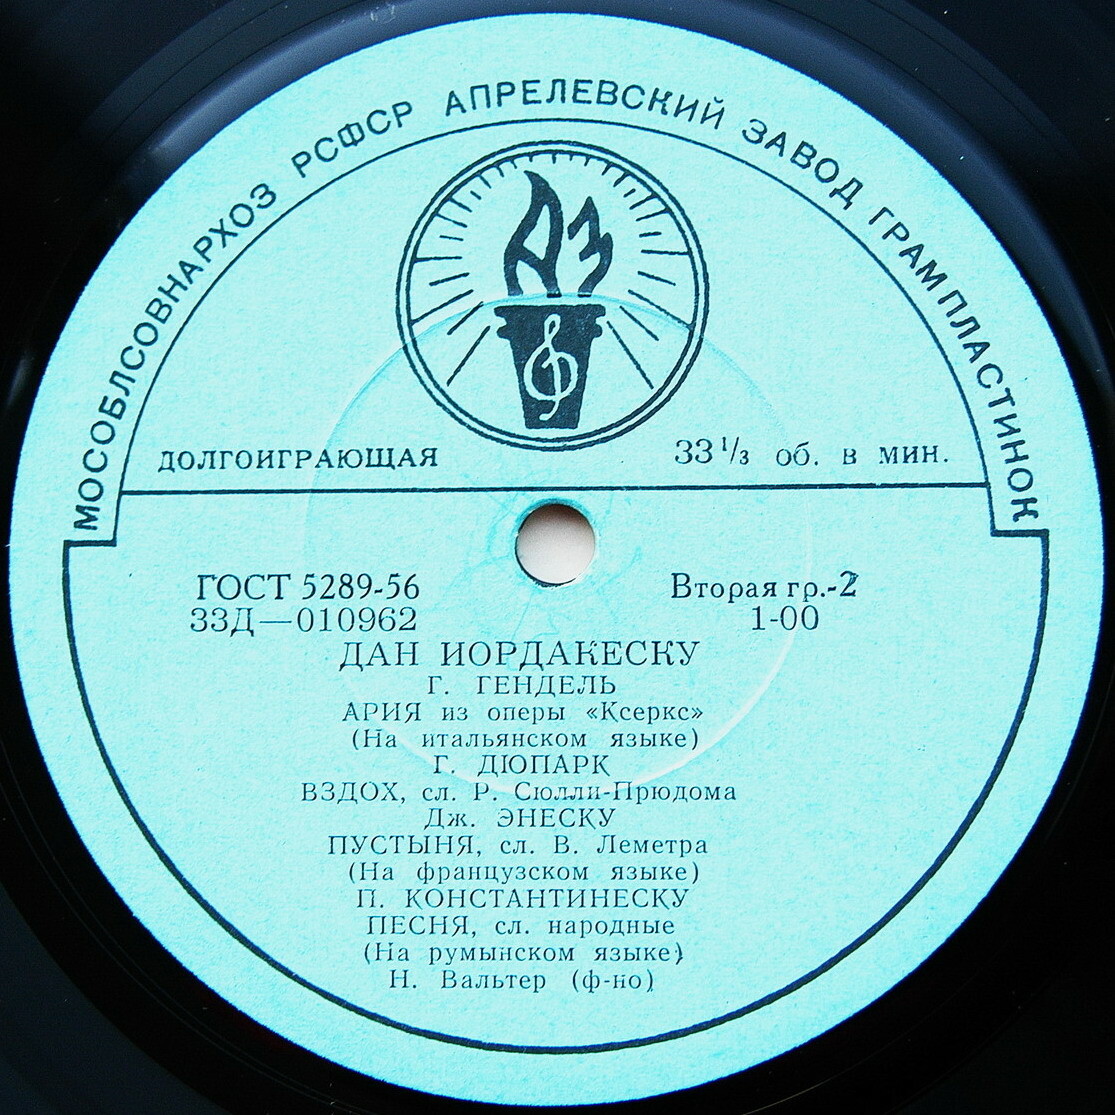 МОСОБЛСОВНАРХОЗ РСФСР АПРЕЛЕВСКИЙ ЗАВОД ГРАМПЛАСТИНОК
АЗ
ДОЛГОИГРАЮЩАЯ 33 1/3 об. в мин.
ГОСТ 5289-56 Вторая гр.-2
33Д—010962 1-00
ДАН ИОРДАКЕСКУ
Г. ГЕНДЕЛЬ
АРИЯ из оперы «Ксеркс»
(На итальянском языке)
Г. ДЮПАРК
ВЗДОХ, сл. Р. Сюлли-Прюдома
Дж. ЭНЕСКУ
ПУСТЫНЯ, сл. В. Леметра
(На французском языке)
П. КОНСТАНТИНЕСКУ
ПЕСНЯ, сл. народные
(На румынском языке)
Н. Вальтер (ф-но)